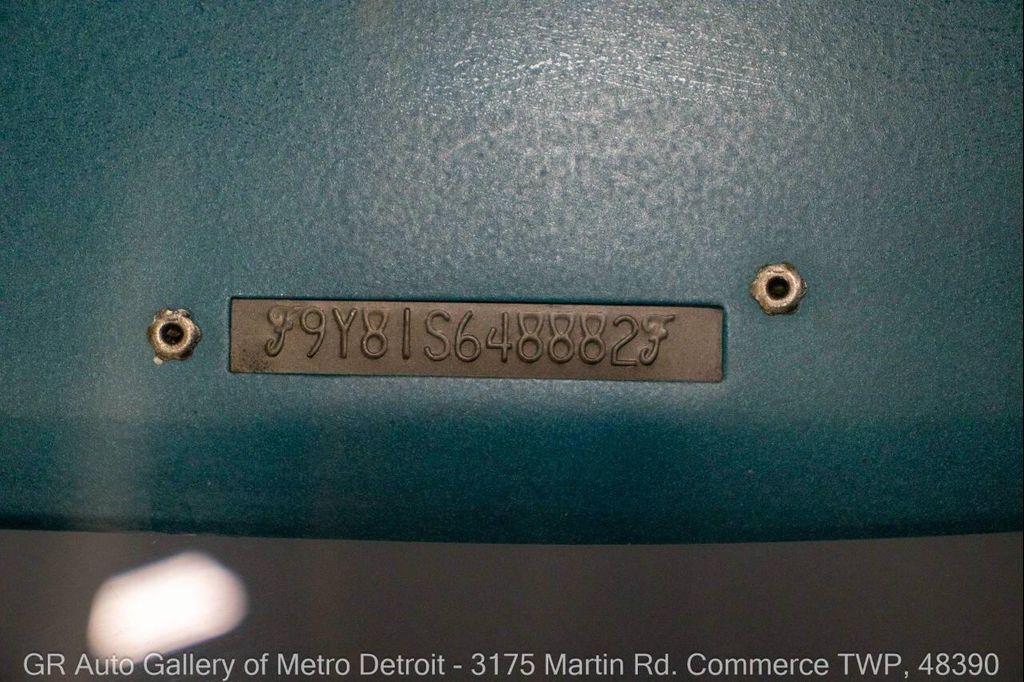 F9Y81S648882F
GR Auto Gallery of Metro Detroit - 3175 Martin Rd. Commerce TWP, 48390